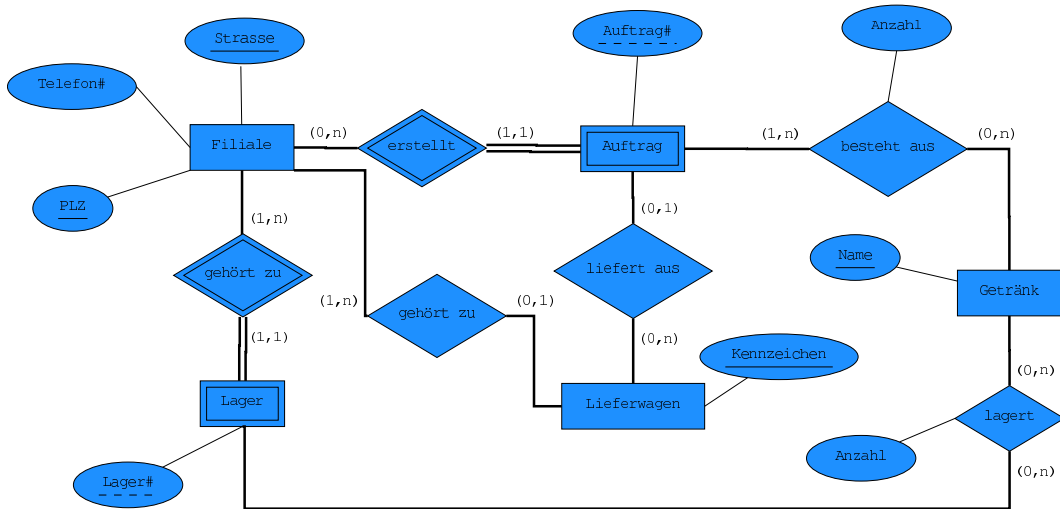 Strasse
Auftrag#
Anzahl
Telefon#
(0,n)
(1,1)
(1,n)
(0,n)
Filiale
erstellt
Auftrag
besteht aus
PLZ
(1,n)
(0,1)
gehört zu
liefert aus
Name
Getränk
(1,n)
(0,1)
gehört zu
(1,1)
(0,n)
Kennzeichen
(0,n)
Lager
Lieferwagen
lagert
Anzahl
(0,n)
Lager#